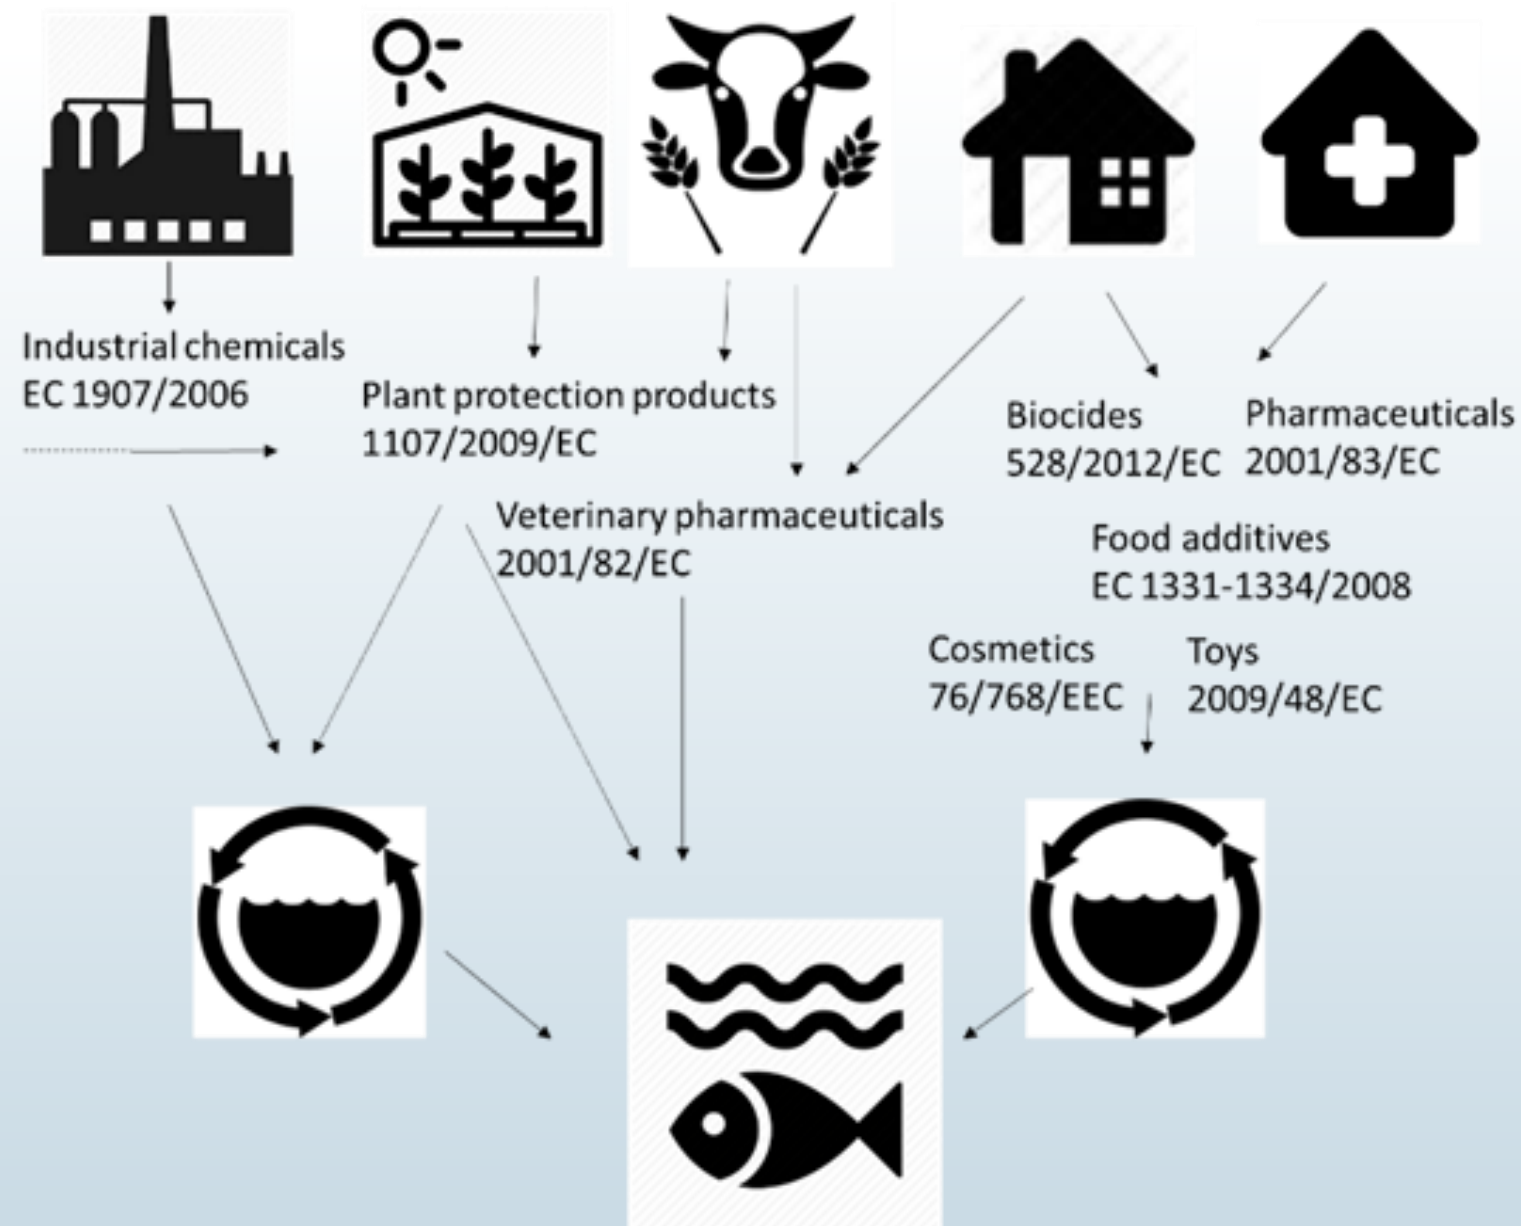 Industrial chemicals
EC 1907/2006
Plant protection products
1107/2009/EC
Veterinary pharmaceuticals
2001/82/EC
Biocides
528/2012/EC
Pharmaceuticals
2001/83/EC
Food additives
EC 1331-1334/2008
Cosmetics
76/768/EEC
Toys
2009/48/EC